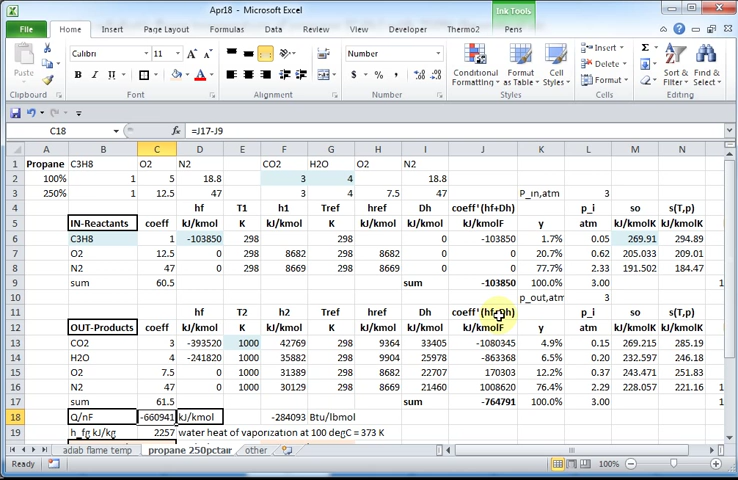 Apr18 - Microsoft Excel
Ink Tools
File Home Insert Page Layout Formulas Data Review View Developer Thermo2 Pens
Calibri 11 Number Insert
Paste Delete
Format
Conditional Formatting Format as Table Cell Styles Sort & Filter Find & Select
Clipboard Font Alignment Number Styles Cells Editing
C18 fx =J17-J9
A B C D E F G H I J K L M N
1 Propane C3H8 O2 N2 CO2 H2O O2 N2
2 100% 1 5 18.8 3 4 18.8
3 250% 1 12.5 47 3 4 7.5 47 P_in,atm 3
4 hf T1 h1 Tref href Dh coeff*(hf+Dh) p_i so s(T,p)
5 IN-Reactants coeff kJ/kmol K kJ/kmol K kJ/kmol kJ/kmol kJ/kmolF y atm kJ/kmolK kJ/kmolK
6 C3H8 1 -103850 298 298 0 -103850 1.7% 0.05 269.91 294.89
7 O2 12.5 0 298 8682 298 8682 0 0 20.7% 0.62 205.033 209.01
8 N2 47 0 298 8669 298 8669 0 0 77.7% 2.33 191.502 184.47
9 sum 60.5 sum -103850 100.0% 3.00 1
10 p_out,atm 3
11 hf T2 h2 Tref href Dh coeff*(hf+Dh) p_i so s(T,p)
12 OUT-Products coeff kJ/kmol K kJ/kmol K kJ/kmol kJ/kmol kJ/kmolF y atm kJ/kmolK kJ/kmolK
13 CO2 3 -393520 1000 42769 298 9364 33405 -1080345 4.9% 0.15 269.215 285.19
14 H2O 4 -241820 1000 35882 298 9904 25978 -863367 6.5% 0.20 232.597 246.18
15 O2 7.5 0 1000 31389 298 8682 22707 170303 12.2% 0.37 243.471 251.83
16 N2 47 0 1000 30129 298 8669 21460 1008620 76.4% 2.29 228.057 221.16
17 sum 61.5 sum -764791 100.0% 3.00 1
18 Q/nF -660941 kJ/kmol -284093 Btu/lbmol
19 h_fg kJ/kg 2257 water heat of vaporization at 100 degC = 373 K
adiab flame temp propane 250pctair other
Ready 100%